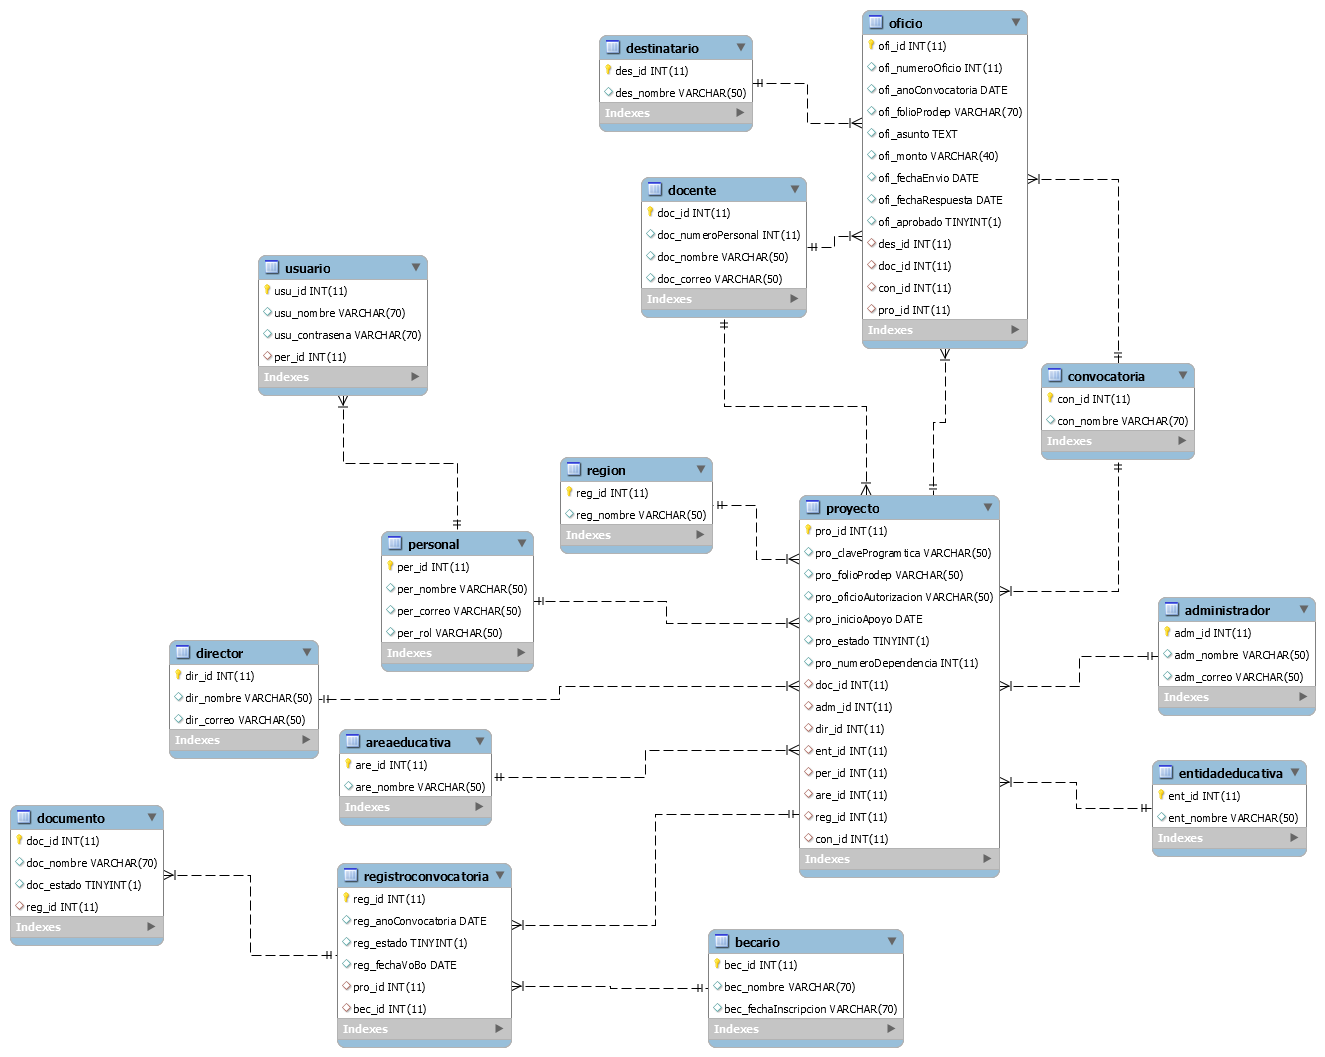 oficio
ofi_id INT(11)
ofi_numeroOficio INT(11)
ofi_anoConvocatoria DATE
ofi_folioProdep VARCHAR(70)
ofi_asunto TEXT
ofi_monto VARCHAR(40)
ofi_fechaEnvio DATE
ofi_fechaRespuesta DATE
ofi_aprobado TINYINT(1)
des_id INT(11)
doc_id INT(11)
con_id INT(11)
pro_id INT(11)
Indexes
destinatario
des_id INT(11)
des_nombre VARCHAR(50)
Indexes
docente
doc_id INT(11)
doc_numeroPersonal INT(11)
doc_nombre VARCHAR(50)
doc_correo VARCHAR(50)
Indexes
usuario
usu_id INT(11)
usu_nombre VARCHAR(70)
usu_contrasena VARCHAR(70)
per_id INT(11)
Indexes
convocatoria
con_id INT(11)
con_nombre VARCHAR(70)
Indexes
region
reg_id INT(11)
reg_nombre VARCHAR(50)
Indexes
proyecto
pro_id INT(11)
pro_claveProgramtica VARCHAR(50)
pro_folioProdep VARCHAR(50)
pro_oficioAutorizacion VARCHAR(50)
pro_inicioApoyo DATE
pro_estado TINYINT(1)
pro_numeroDependencia INT(11)
doc_id INT(11)
adm_id INT(11)
dir_id INT(11)
ent_id INT(11)
per_id INT(11)
are_id INT(11)
reg_id INT(11)
con_id INT(11)
Indexes
personal
per_id INT(11)
per_nombre VARCHAR(50)
per_correo VARCHAR(50)
per_rol VARCHAR(50)
Indexes
administrador
adm_id INT(11)
adm_nombre VARCHAR(50)
adm_correo VARCHAR(50)
Indexes
director
dir_id INT(11)
dir_nombre VARCHAR(50)
dir_correo VARCHAR(50)
Indexes
areaeducativa
are_id INT(11)
are_nombre VARCHAR(50)
Indexes
entidadeducativa
ent_id INT(11)
ent_nombre VARCHAR(50)
Indexes
documento
doc_id INT(11)
doc_nombre VARCHAR(70)
doc_estado TINYINT(1)
reg_id INT(11)
Indexes
registroconvocatoria
reg_id INT(11)
reg_anoConvocatoria DATE
reg_estado TINYINT(1)
reg_fechaVoBo DATE
pro_id INT(11)
bec_id INT(11)
Indexes
becario
bec_id INT(11)
bec_nombre VARCHAR(70)
bec_fechaInscripcion VARCHAR(70)
Indexes